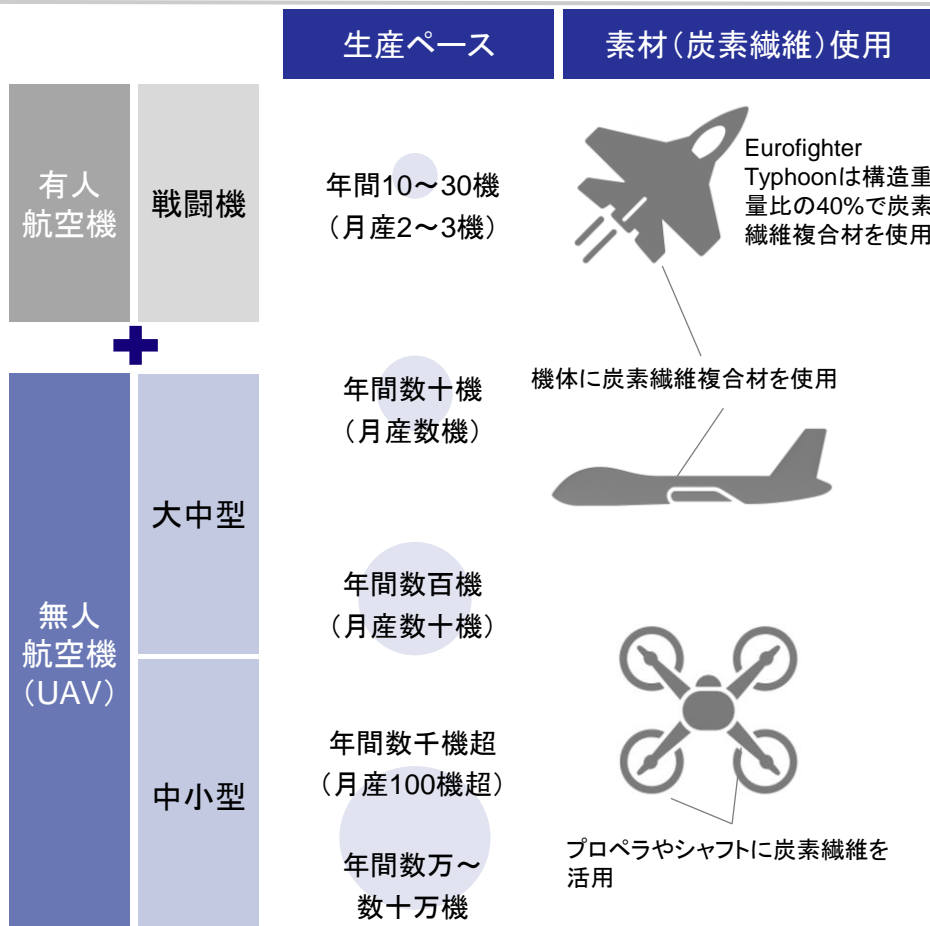 生産ペース
素材(炭素繊維)使用
有人
航空機
戦闘機
年間10～30機
(月産2～3機)
Eurofighter
Typhoonは構造重
量比の40%で炭素
繊維複合材を使用
機体に炭素繊維複合材を使用
無人
航空機
(UAV)
大中型
年間数十機
(月産数機)
年間数百機
(月産数十機)
中小型
年間数千機超
(月産100機超)
年間数万～
数十万機
プロペラやシャフトに炭素繊維を
活用